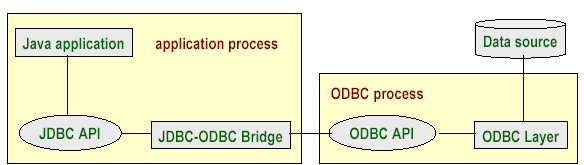 Java application
application process
Data source
ODBC process
JDBC API
JDBC-ODBC Bridge
ODBC API
ODBC Layer